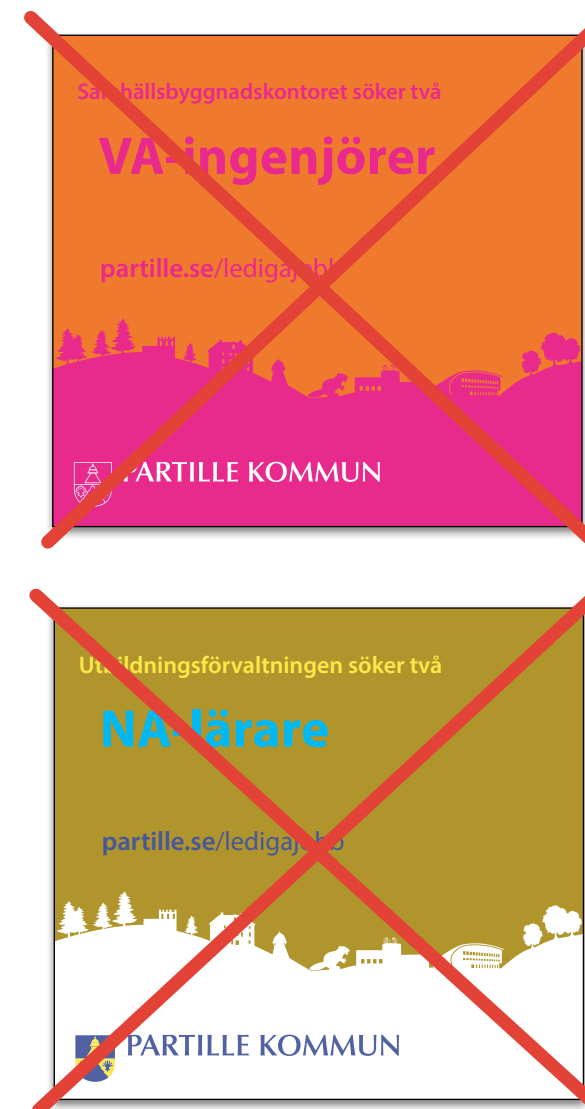 Samhällsbyggnadskontoret söker två
VA-ingenjörer
partille.se/ledigajobb
PARTILLE KOMMUN
Utbildningsförvaltningen söker två
NA-lärare
partille.se/ledigajobb
PARTILLE KOMMUN